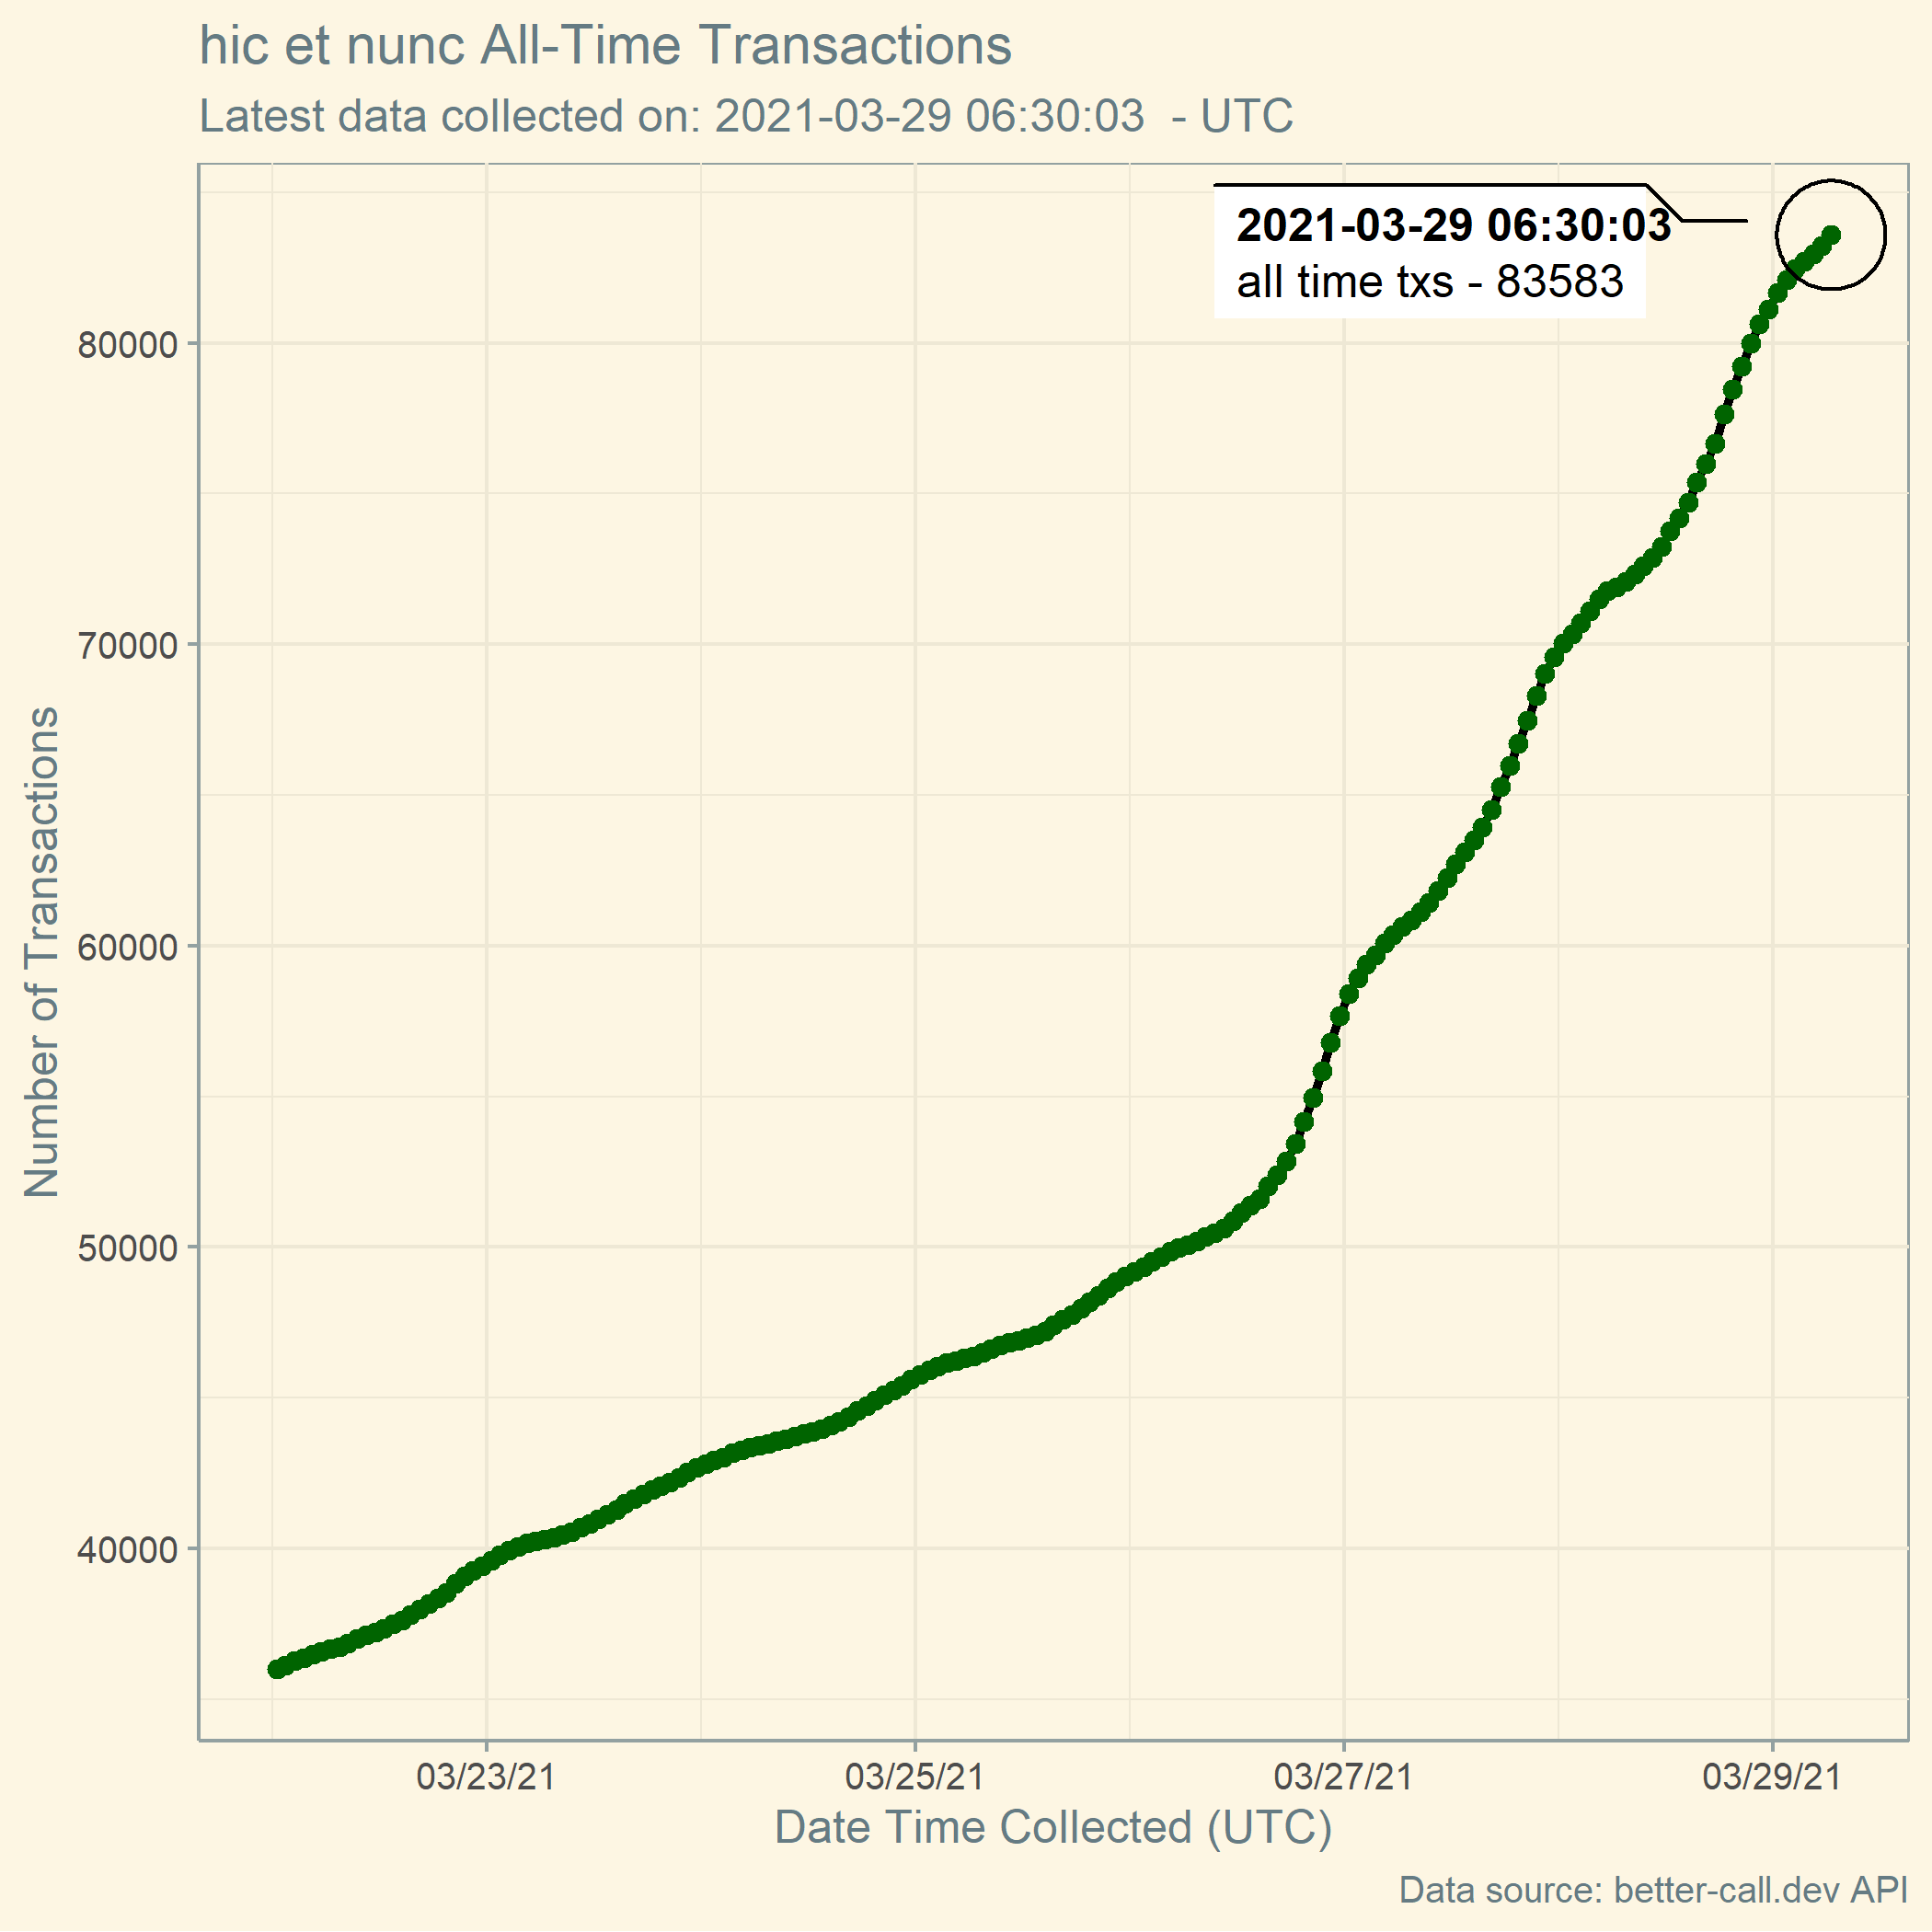 hic et nunc All-Time Transactions
Latest data collected on: 2021-03-29 06:30:03  - UTC
2021-03-29 06:30:03
all time txs - 83583
80000
70000
60000
50000
40000
Number of Transactions
03/23/21
03/25/21
03/27/21
03/29/21
Date Time Collected (UTC)
Data source: better-call.dev API